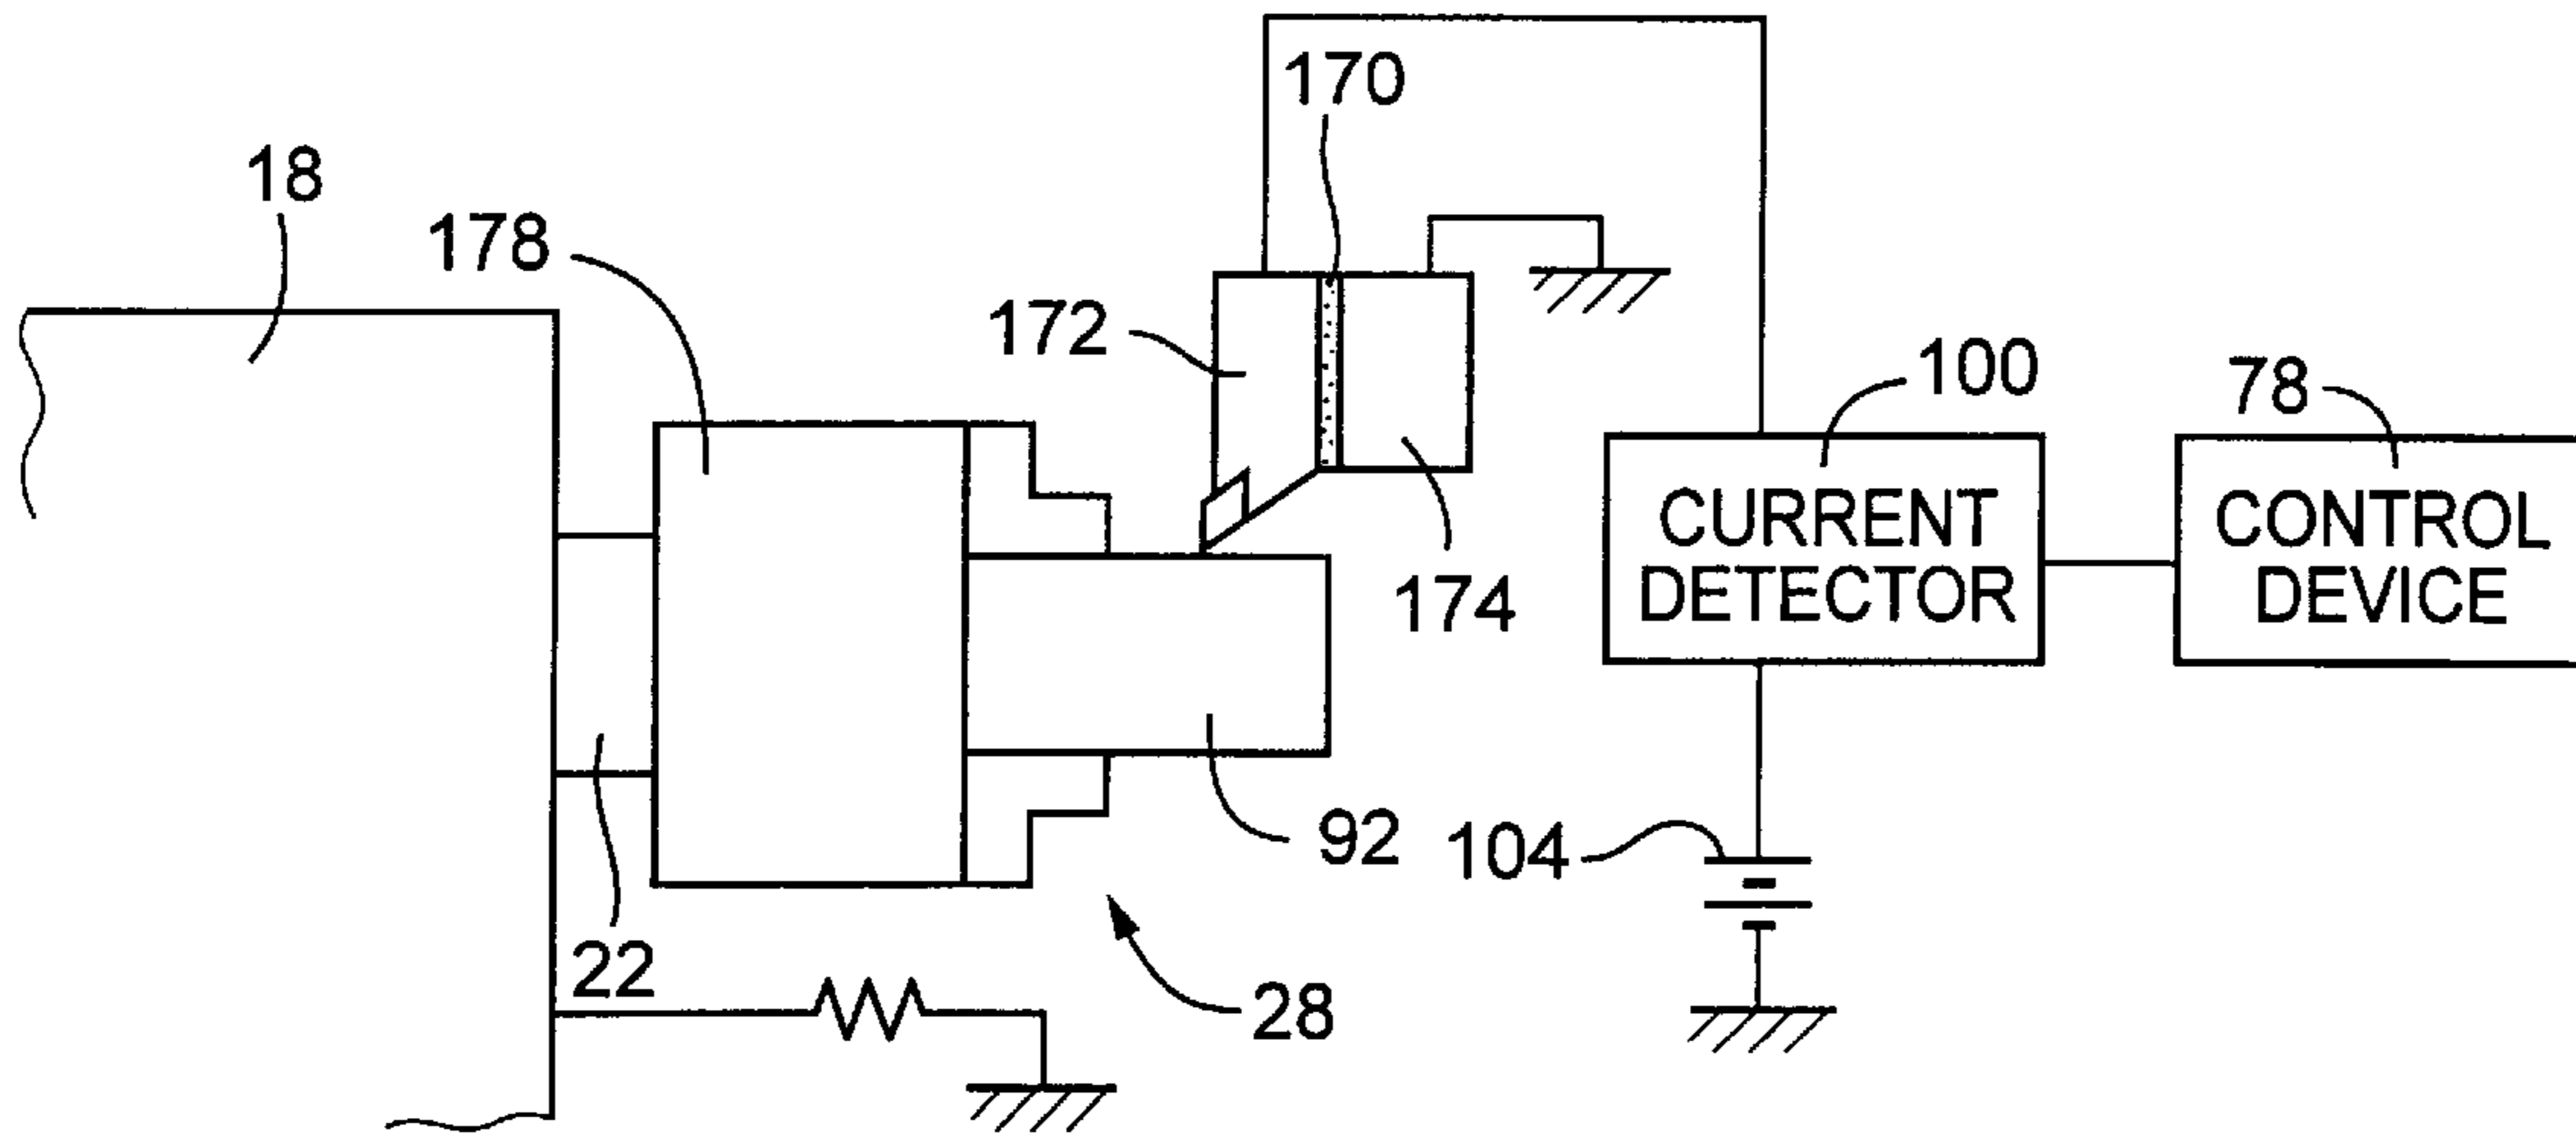 170
18
178
172
100
78
CURRENT
DETECTOR
CONTROL
DEVICE
174
92
104
22
28